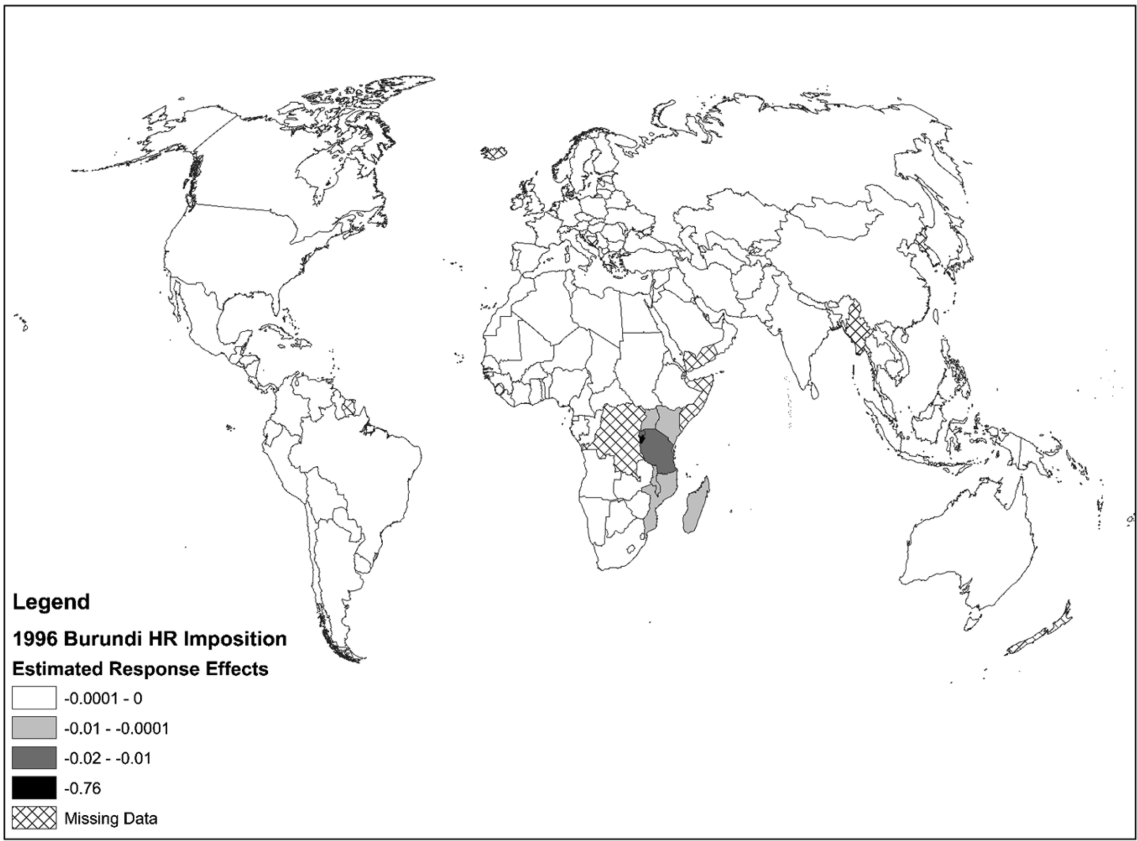 Legend
1996 Burundi HR Imposition
Estimated Response Effects
-0.0001 - 0
-0.01 - -0.0001
-0.02 - -0.01
-0.76
Missing Data